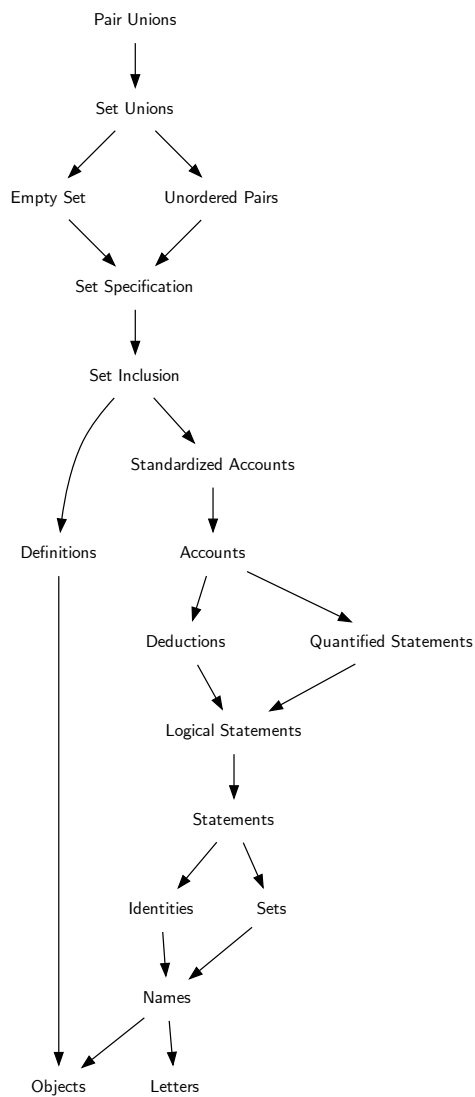 Pair Unions
Set Unions
Empty Set
Unordered Pairs
Set Specification
Set Inclusion
Standardized Accounts
Definitions
Accounts
Deductions
Quantified Statements
Logical Statements
Statements
Identities
Sets
Names
Objects
Letters